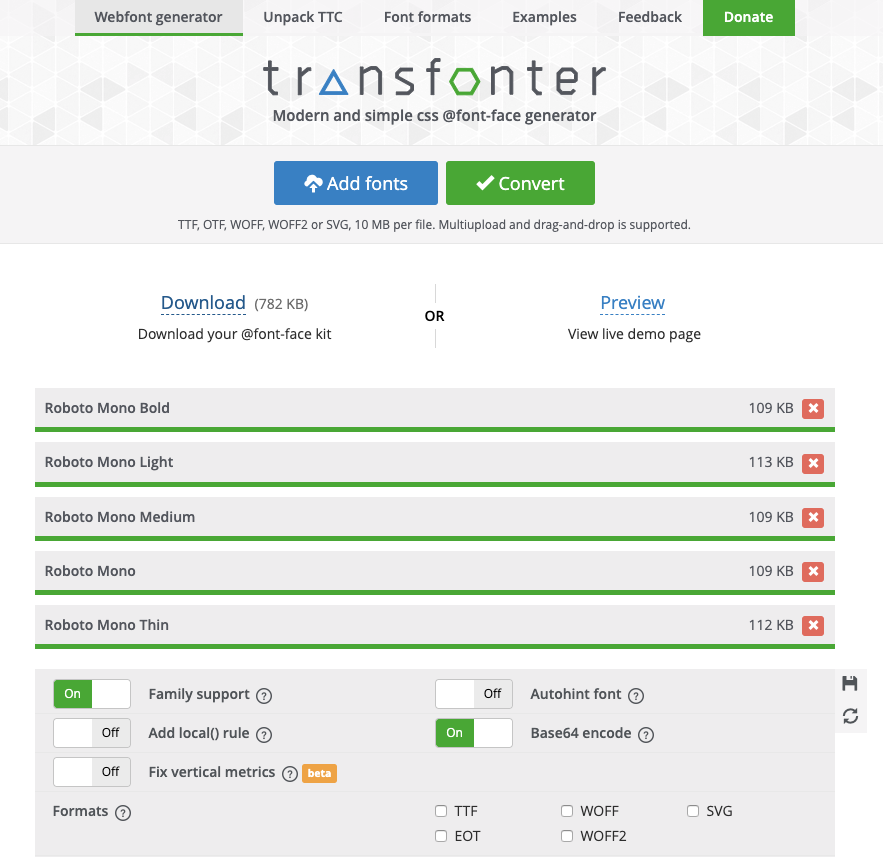 Webfont generator Unpack TTC Font formats Examples Feedback Donate
transfonter
Modern and simple css @font-face generator
Add fonts Convert
TTF, OTF, WOFF, WOFF2 or SVG, 10 MB per file. Multiupload and drag-and-drop is supported.
Download (782 KB) OR Preview
Download your @font-face kit View live demo page
Roboto Mono Bold 109 KB
Roboto Mono Light 113 KB
Roboto Mono Medium 109 KB
Roboto Mono 109 KB
Roboto Mono Thin 112 KB
On Family support ? Off Autohint font ?
Off Add local() rule ? On Base64 encode ?
Off Fix vertical metrics ? beta
Formats ? TTF WOFF SVG
EOT WOFF2